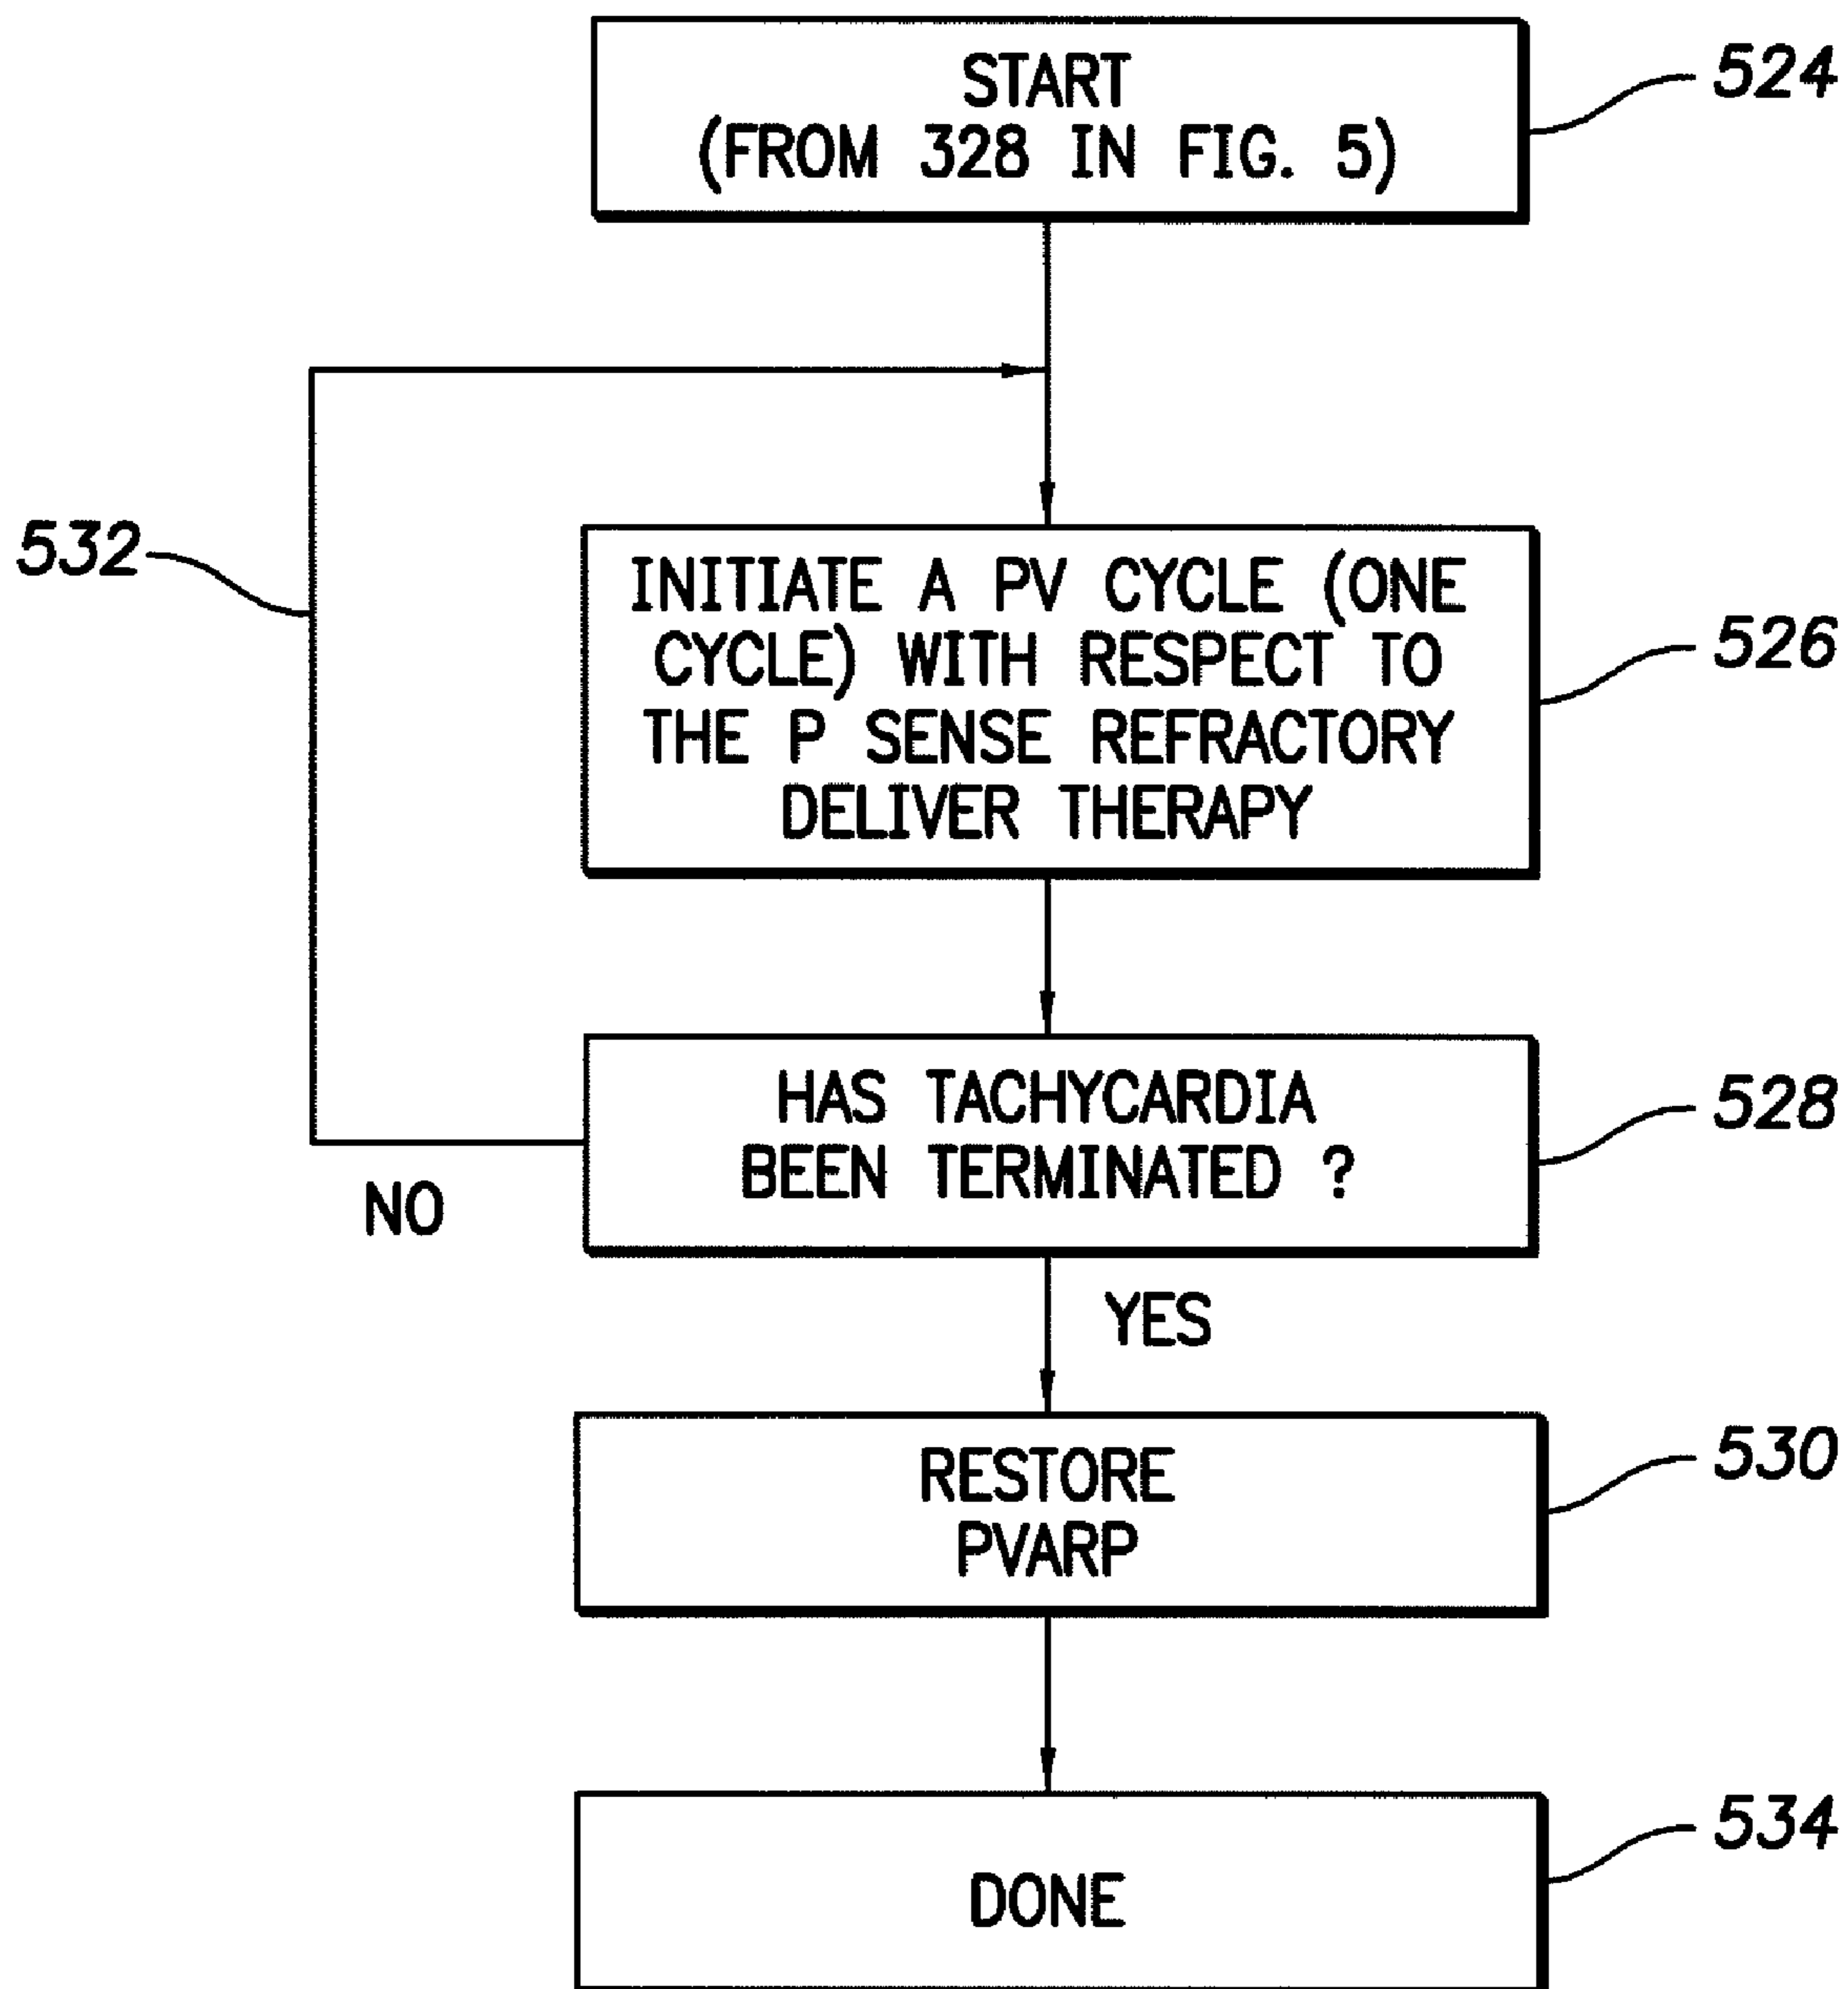 START
(FROM 328 IN FIG. 5)
524
532
INITIATE A PV CYCLE (ONE
CYCLE) WITH RESPECT TO
THE P SENSE REFRACTORY
DELIVER THERAPY
526
HAS TACHYCARDIA
BEEN TERMINATED ?
528
NO
YES
RESTORE
PVARP
530
DONE
534